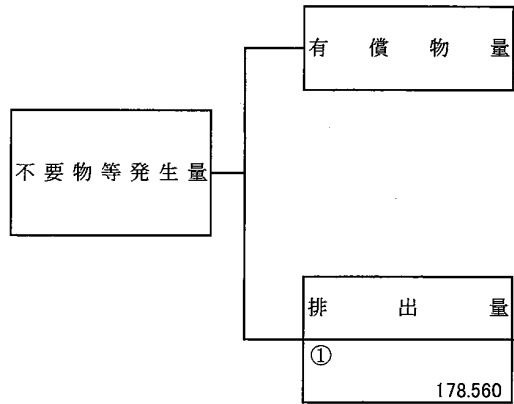 有償物量
不要物等発生量
排出量
①
178.560